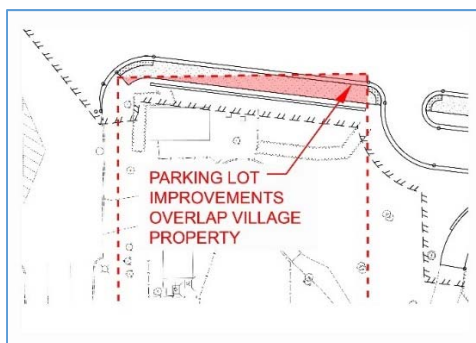 PARKING LOT
IMPROVEMENTS
OVERLAP VILLAGE
PROPERTY